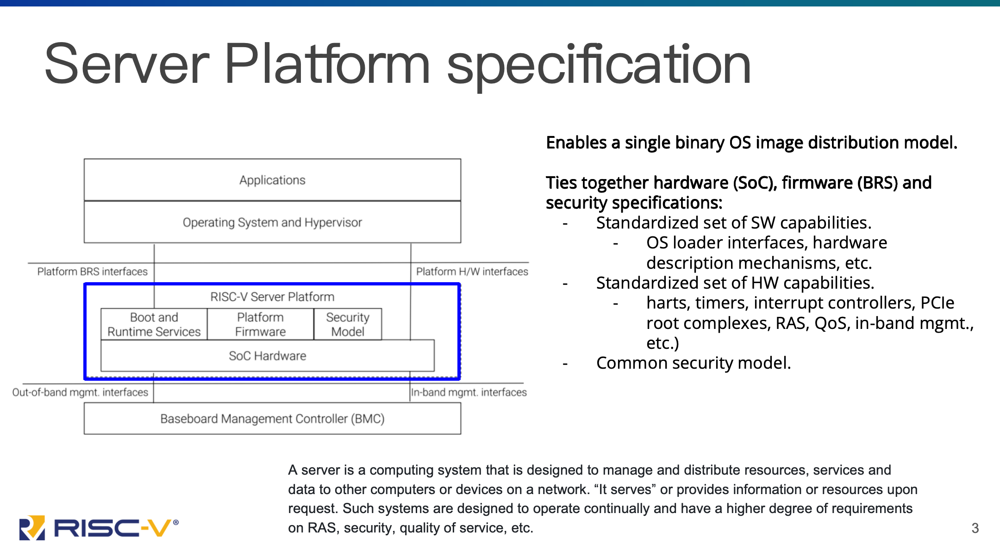 Server Platform specification
Applications
Operating System and Hypervisor
Platform BRS interfaces
Platform H/W interfaces
RISC-V Server Platform
Boot and
Runtime Services
Platform
Firmware
Security
Model
SoC Hardware
Out-of-band mgmt. interfaces
In-band mgmt. interfaces
Baseboard Management Controller (BMC)
Enables a single binary OS image distribution model.
Ties together hardware (SoC), firmware (BRS) and
security specifications:
- Standardized set of SW capabilities.
- OS loader interfaces, hardware
description mechanisms, etc.
- Standardized set of HW capabilities.
- harts, timers, interrupt controllers, PCIe
root complexes, RAS, QoS, in-band mgmt.,
etc.)
- Common security model.
A server is a computing system that is designed to manage and distribute resources, services and
data to other computers or devices on a network. “It serves” or provides information or resources upon
request. Such systems are designed to operate continually and have a higher degree of requirements
on RAS, security, quality of service, etc.
RISC-V®
3